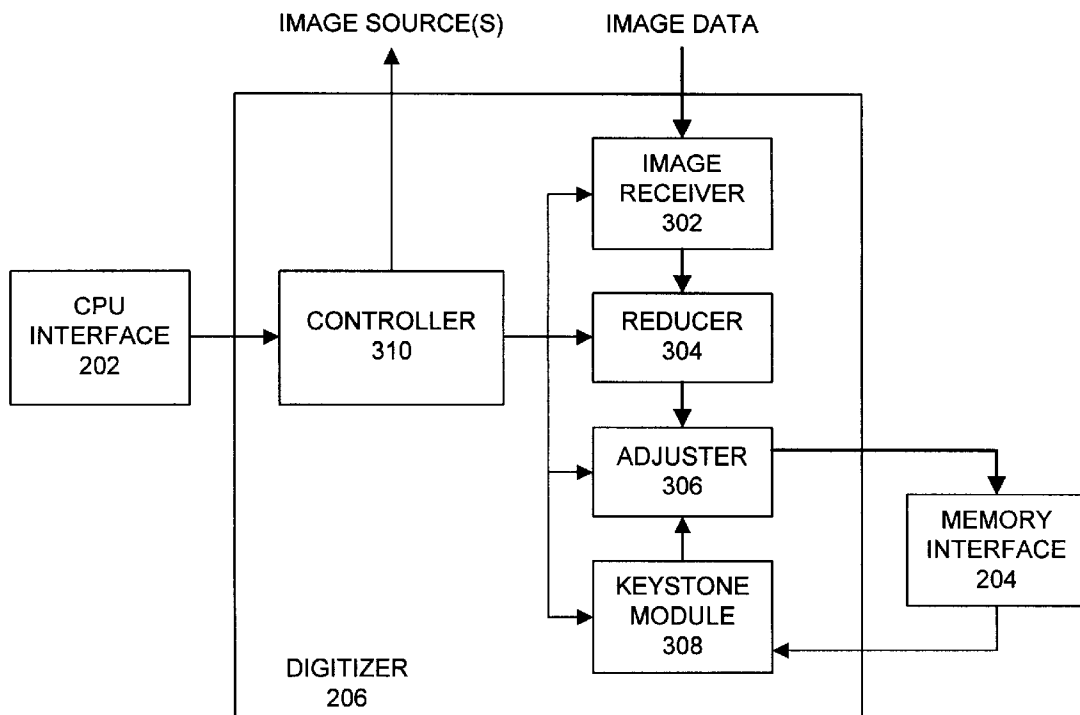 IMAGE SOURCE(S)
IMAGE DATA
IMAGE
RECEIVER
302
CPU
INTERFACE
202
CONTROLLER
310
REDUCER
304
ADJUSTER
306
MEMORY
INTERFACE
204
KEYSTONE
MODULE
308
DIGITIZER
206